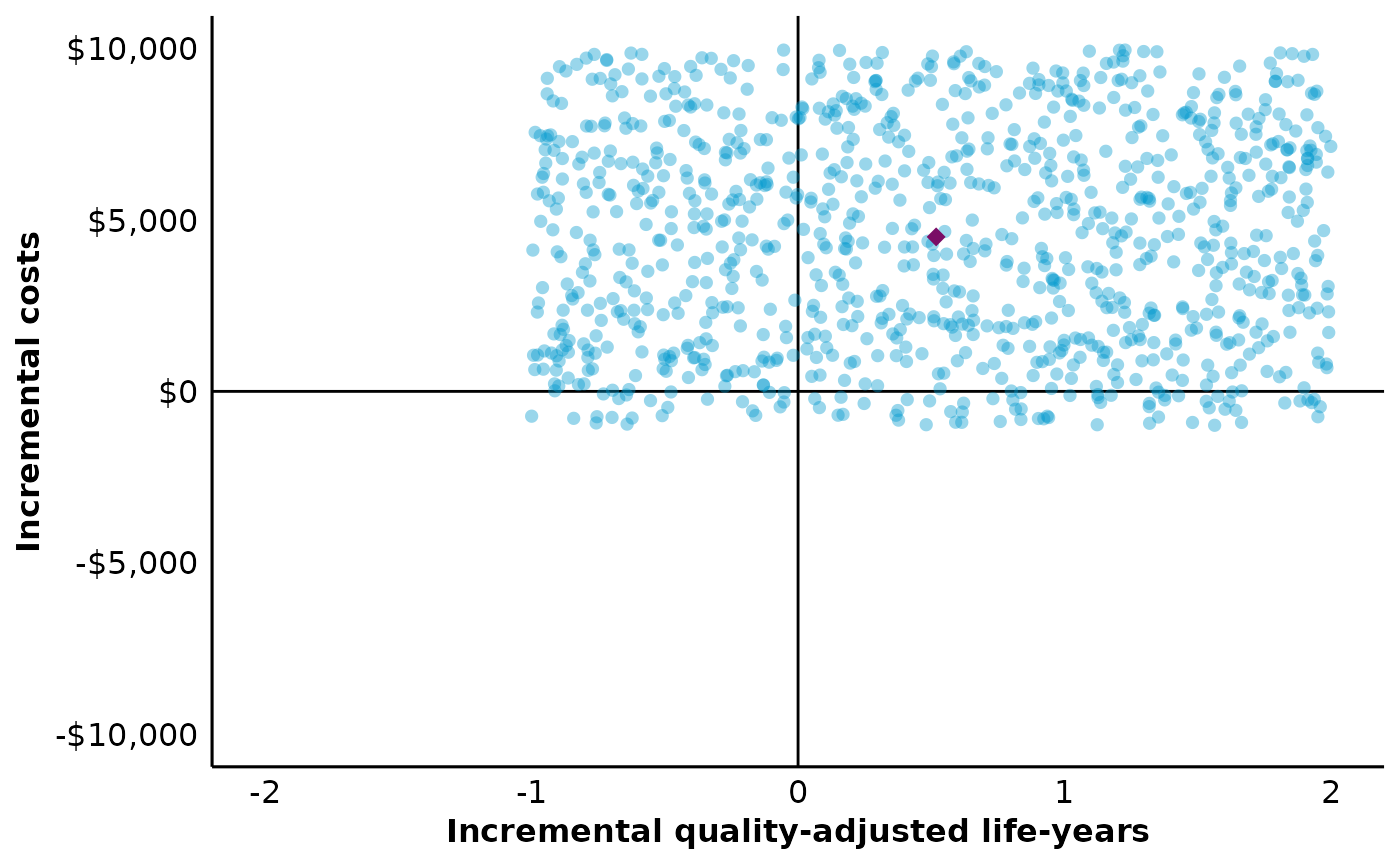 Incremental costs
$10,000
$5,000
$0
-$5,000
-$10,000
-2 -1 0 1 2
Incremental quality-adjusted life-years